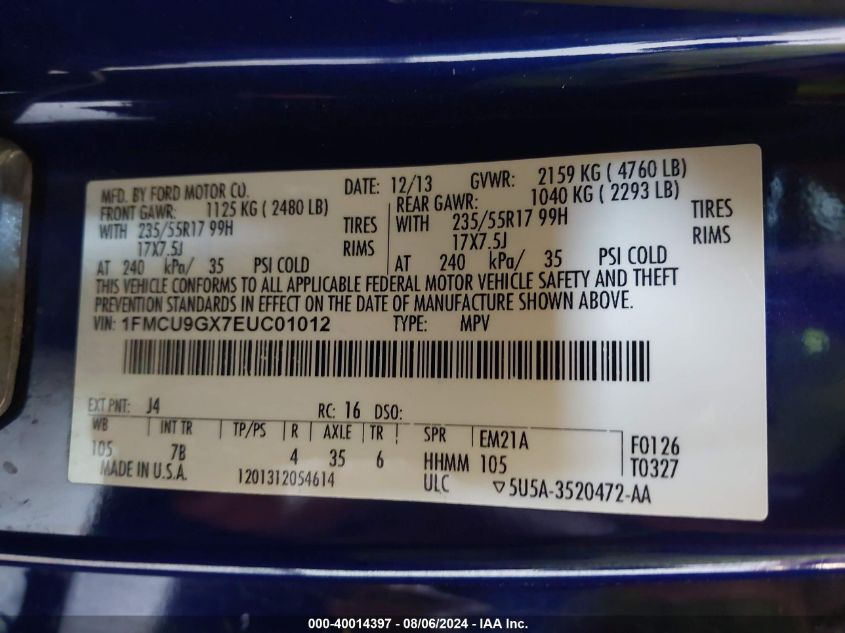 MFD. BY FORD MOTOR CO. DATE: 12/13 GVWR: 2159 KG ( 4760 LB)
FRONT GAWR: 1125 KG ( 2480 LB) REAR GAWR: 1040 KG ( 2293 LB)
WITH 235/55R17 99H TIRES WITH 235/55R17 99H TIRES
17X7.5J RIMS 17X7.5J RIMS
AT 240 kPa/ 35 PSI COLD AT 240 kPa/ 35 PSI COLD
THIS VEHICLE CONFORMS TO ALL APPLICABLE FEDERAL MOTOR VEHICLE SAFETY AND THEFT
PREVENTION STANDARDS IN EFFECT ON THE DATE OF MANUFACTURE SHOWN ABOVE.
VIN: 1FMCU9GX7EUC01012 TYPE: MPV
EXT PNT: J4 RC: 16 DSO:
WB INT TR TP/PS R AXLE TR SPR EM21A F0126
105 7B 4 35 6 HHMM 105 T0327
MADE IN U.S.A. 1201312054614 ULC ▽5U5A-3520472-AA
000-40014397 - 08/06/2024 - © IAA, Inc.